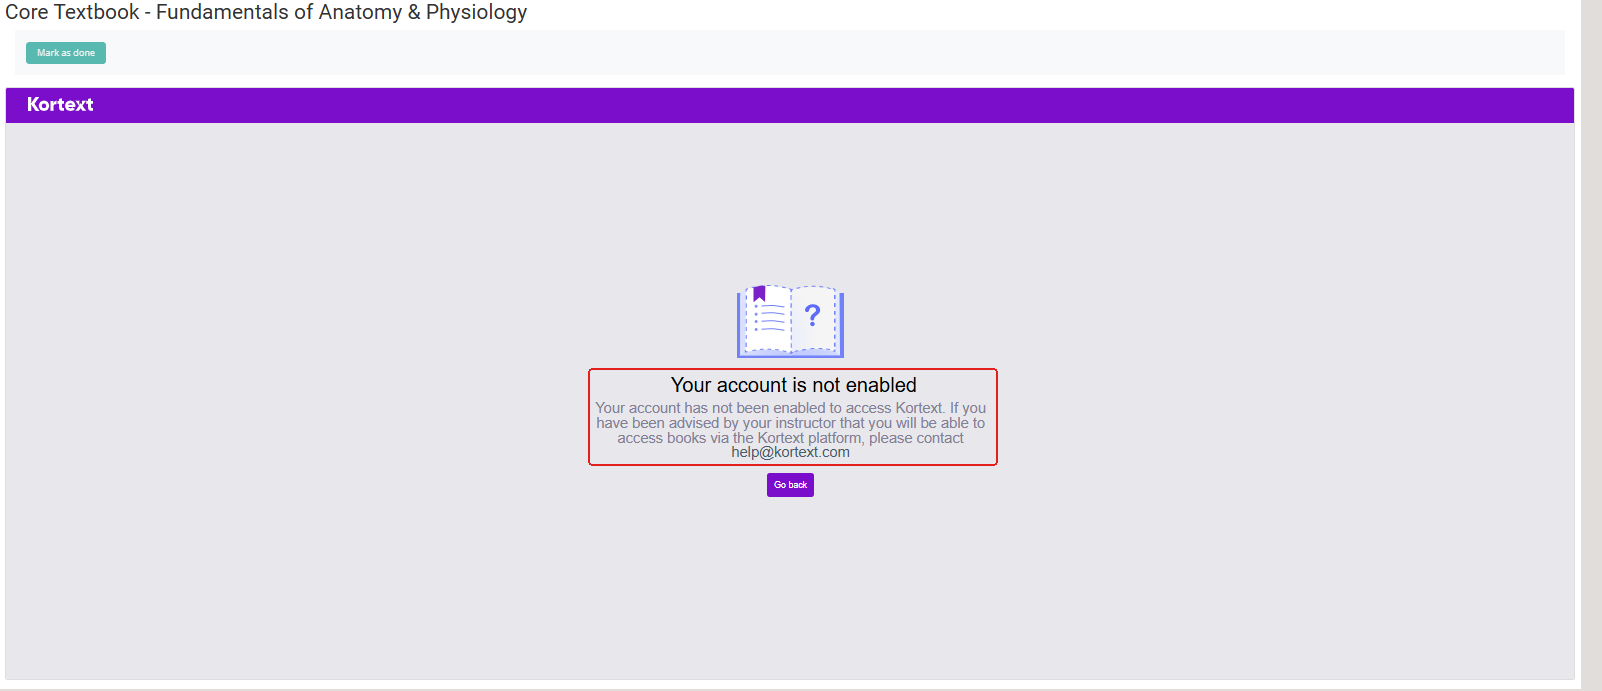 Core Textbook - Fundamentals of Anatomy & Physiology
Mark as done
Kortext
?
Your account is not enabled
Your account has not been enabled to access Kortext. If you
have been advised by your instructor that you will be able to
access books via the Kortext platform, please contact
help@kortext.com
Go back